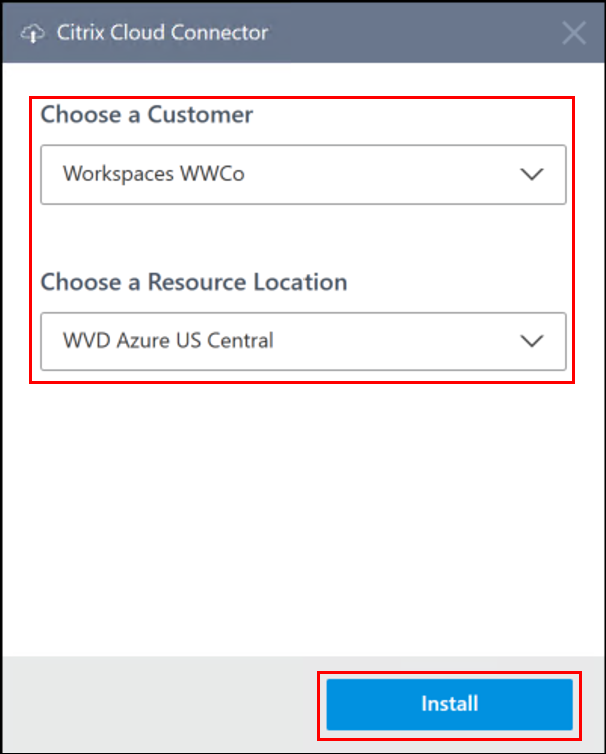 Citrix Cloud Connector
Choose a Customer
Workspaces WWCo
Choose a Resource Location
WVD Azure US Central
Install